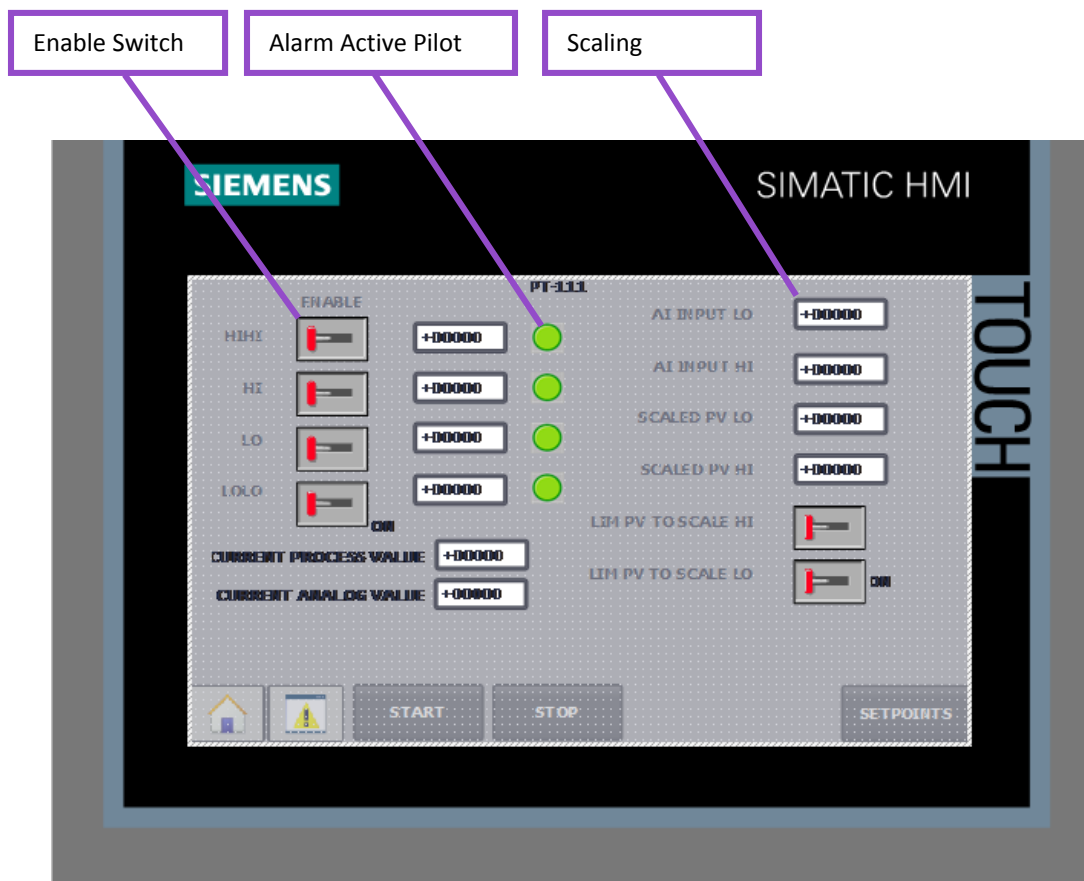 Enable Switch
Alarm Active Pilot
Scaling
SIEMENS
SIMATIC HMI
TOUCH
PT-111
ENABLE
HIHI
+00000
HI
+00000
LO
+00000
LOLO
+00000
ON
CURRENT PROCESS VALUE +00000
CURRENT ANALOG VALUE +00000
AI INPUT LO +00000
AI INPUT HI +00000
SCALED PV LO +00000
SCALED PV HI +00000
LIM PV TO SCALE HI
LIM PV TO SCALE LO
ON
START
STOP
SETPOINTS